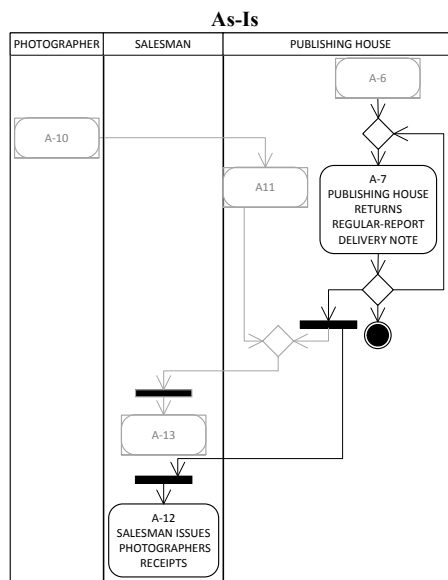 As-Is
PHOTOGRAPHER SALESMAN PUBLISHING HOUSE
A-6
A-10
A-7
PUBLISHING HOUSE
RETURNS
REGULAR-REPORT
DELIVERY NOTE
A11
A-13
A-12
SALESMAN ISSUES
PHOTOGRAPHERS
RECEIPTS